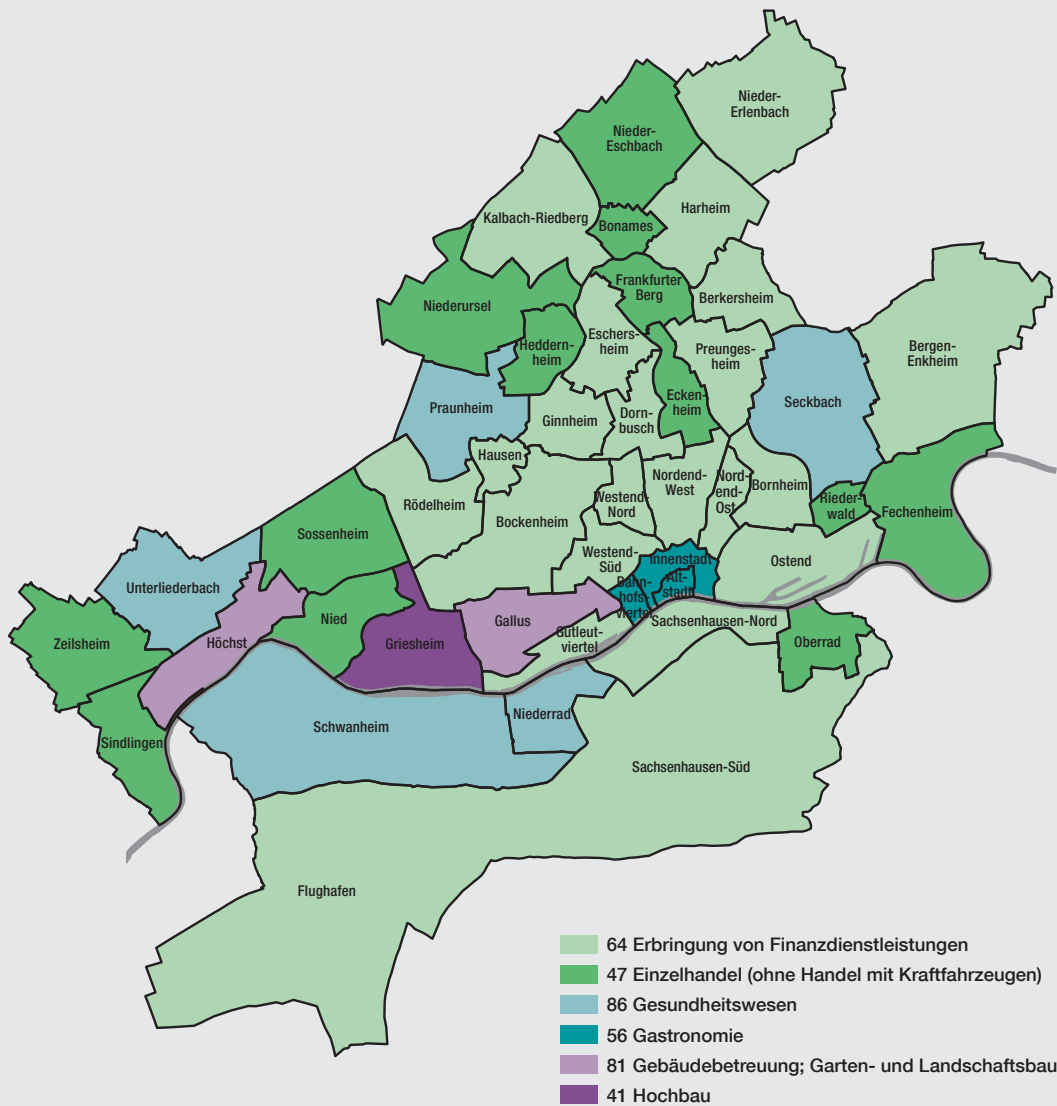 Nieder-
Erlenbach
Nieder-
Eschbach
Harheim
Kalbach-Riedberg
Bonames
Frankfurter
Berg
Berkersheim
Niederursel
Eschers-
heim
Heddern-
heim
Preunges-
heim
Bergen-
Enkheim
Praunheim
Ginnheim
Dorn-
busch
Ecken-
heim
Seckbach
Hausen
Rödelheim
Bockenheim
Westend-
Nord
Nordend-
West
Nord-
end-
Ost
Bornheim
Rieder-
wald
Fechenheim
Sossenheim
Westend-
Süd
Innenstadt
Alt-
stadt
Bahn-
hofs-
viertel
Ostend
Unterliederbach
Zeilsheim
Höchst
Nied
Griesheim
Gallus
Gutleut-
viertel
Sachsenhausen-Nord
Oberrad
Sindlingen
Schwanheim
Niederrad
Sachsenhausen-Süd
Flughafen
64 Erbringung von Finanzdienstleistungen
47 Einzelhandel (ohne Handel mit Kraftfahrzeugen)
86 Gesundheitswesen
56 Gastronomie
81 Gebäudebetreuung; Garten- und Landschaftsbau
41 Hochbau